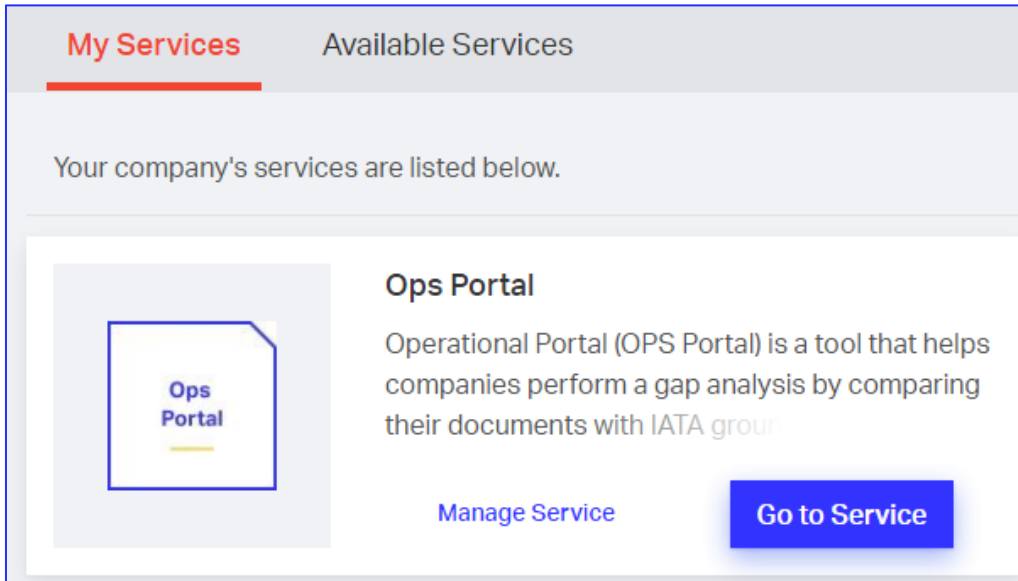 My Services Available Services
Your company's services are listed below.
Ops Portal
Operational Portal (OPS Portal) is a tool that helps
companies perform a gap analysis by comparing
their documents with IATA groun
Ops
Portal
Manage Service Go to Service